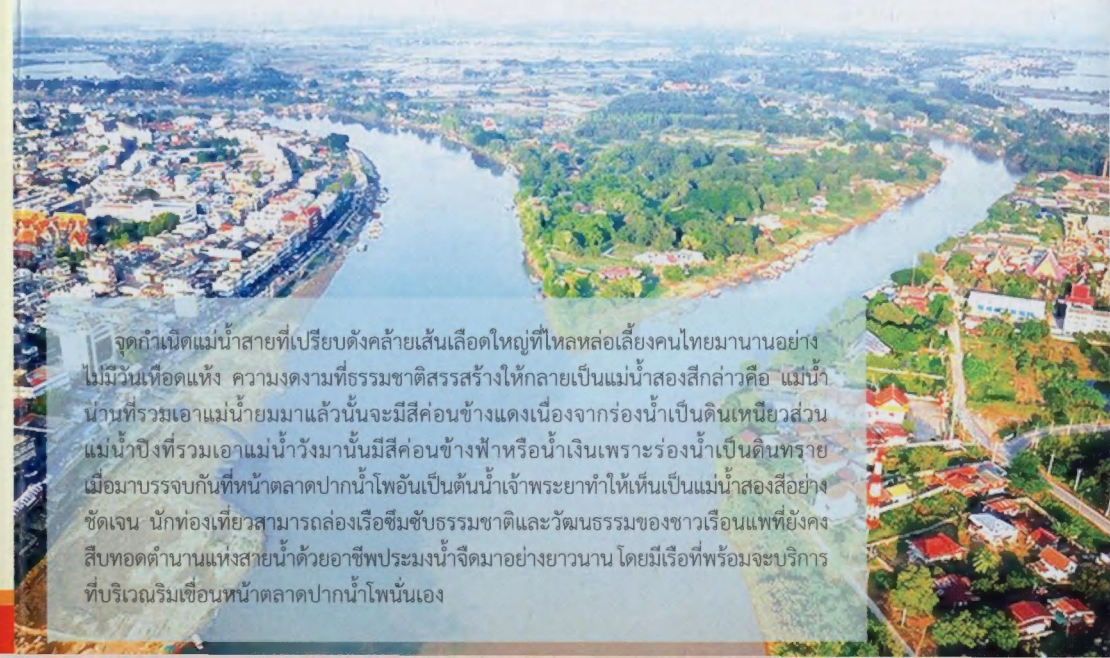 จุดกำเนิดแม่น้ำสายที่เปรียบดังคล้ายเส้นเลือดใหญ่ที่ไหลหล่อเลี้ยงคนไทยมานานอย่าง
ไม่มีวันเหือดแห้ง ความงดงามที่ธรรมชาติสรรสร้างให้กลายเป็นแม่น้ำสองสีกล่าวคือ แม่น้ำ
น่านที่รวมเอาแม่น้ำยมมาแล้วนั้นจะมีสีค่อนข้างแดงเนื่องจากร่องน้ำเป็นดินเหนียวส่วน
แม่น้ำปิงที่รวมเอาแม่น้ำวังมานั้นมีสีค่อนข้างฟ้าหรือน้ำเงินเพราะร่องน้ำเป็นดินทราย
เมื่อมาบรรจบกันที่หน้าตลาดปากน้ำโพอันเป็นต้นน้ำเจ้าพระยาทำให้เห็นเป็นแม่น้ำสองสีอย่าง
ชัดเจน นักท่องเที่ยวสามารถล่องเรือซึมซับธรรมชาติและวัฒนธรรมของชาวเรือนแพที่ยังคง
สืบทอดตำนานแห่งสายน้ำด้วยอาชีพประมงน้ำจืดมาอย่างยาวนาน โดยมีเรือที่พร้อมจะบริการ
ที่บริเวณริมเขื่อนหน้าตลาดปากน้ำโพนั่นเอง